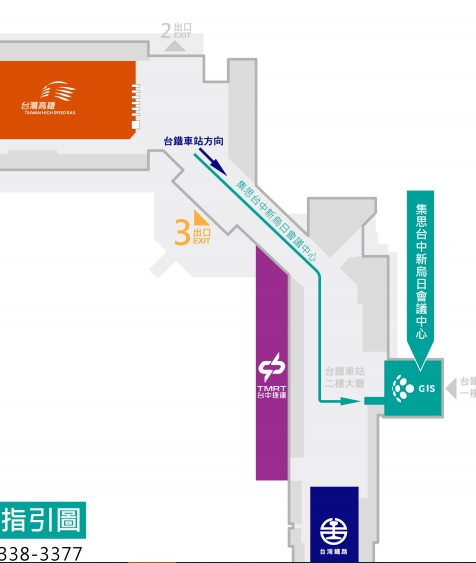 2 出口
EXIT
台灣高鐵
TAIWAN HIGH SPEED RAIL
台鐵車站方向
集思台中新烏日會議中心
集思台中新烏日會議中心
3 出口
EXIT
TMRT
台中捷運
台鐵車站
二樓大廳
GIS
台鐵
一樓
台灣鐵路
指引圖
338-3377